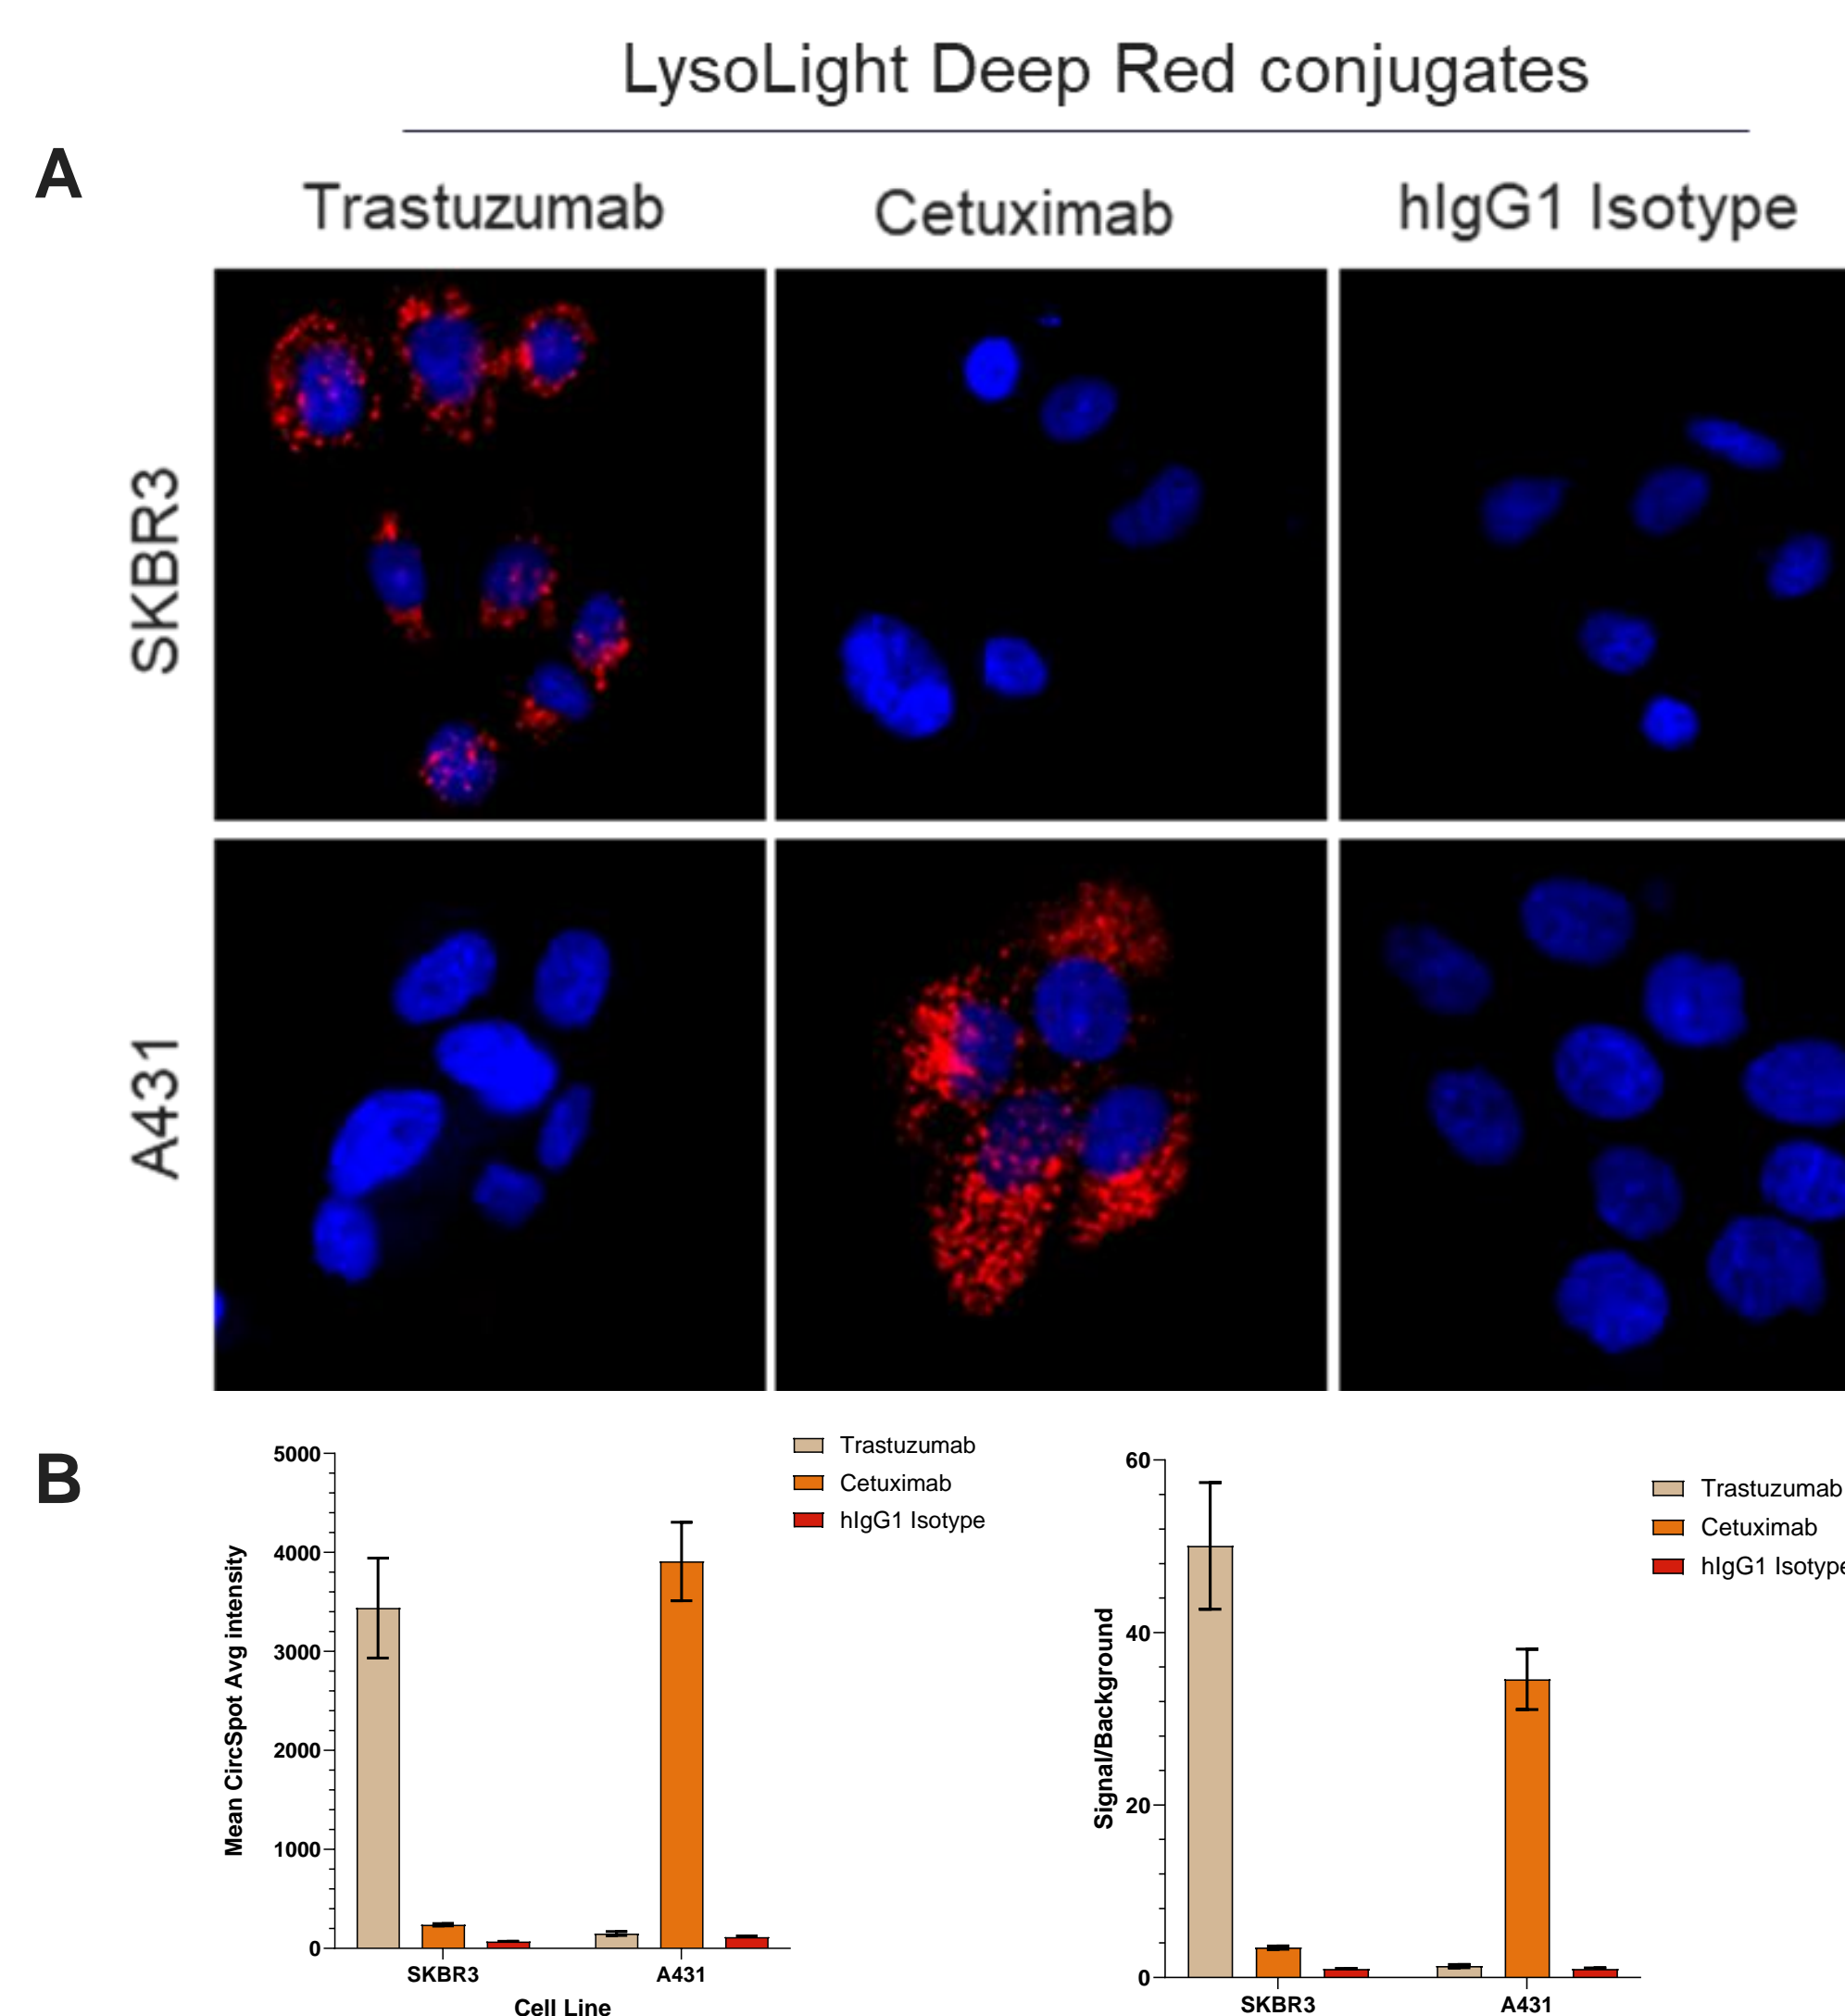 LysoLight Deep Red conjugates
A
Trastuzumab
Cetuximab
hIgG1 Isotype
SKBR3
A431
B
5000
4000
3000
2000
1000
0
Mean CircSpot Avg intensity
SKBR3
A431
Cell Line
Trastuzumab
Cetuximab
hIgG1 Isotype
60
40
20
0
Signal/Background
SKBR3
A431
Trastuzumab
Cetuximab
hIgG1 Isotype